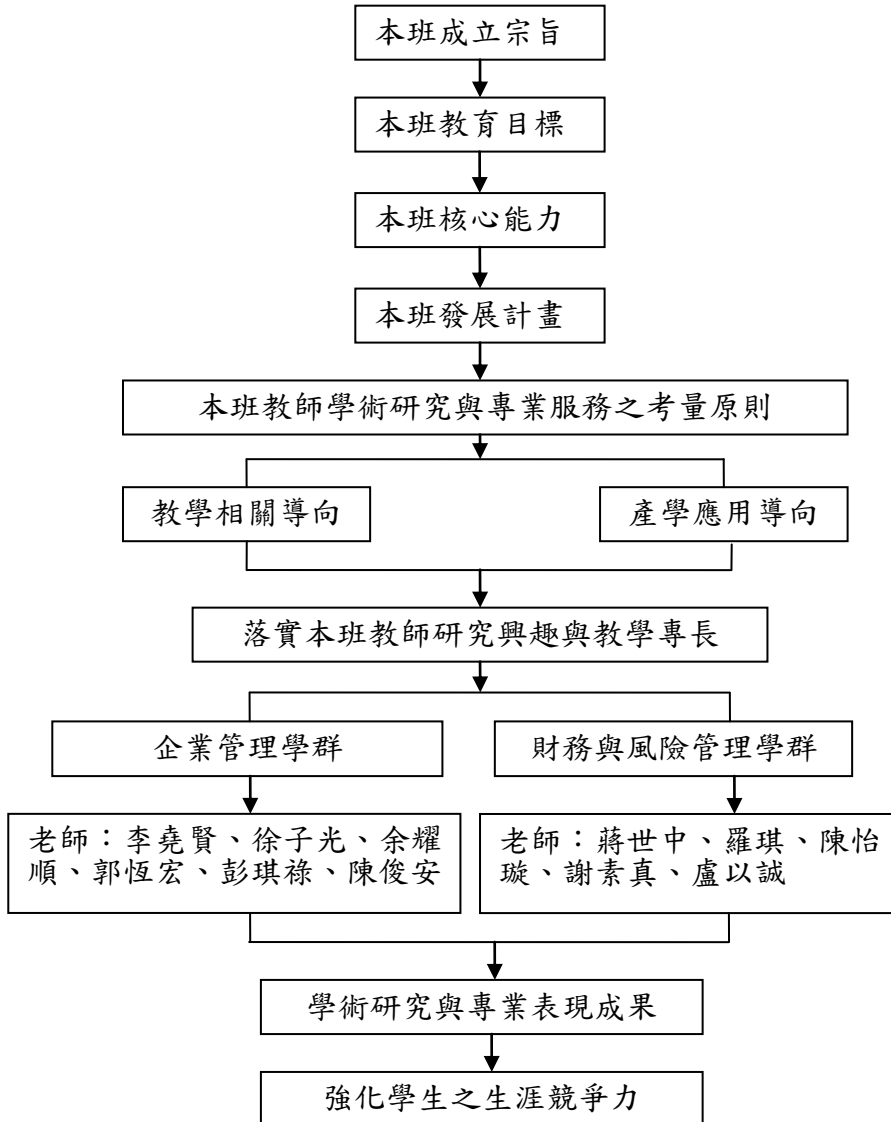 本班成立宗旨
本班教育目標
本班核心能力
本班發展計畫
本班教師學術研究與專業服務之考量原則
教學相關導向
產學應用導向
落實本班教師研究興趣與教學專長
企業管理學群
財務與風險管理學群
老師：李堯賢、徐子光、余耀
順、郭恆宏、彭琪祿、陳俊安
老師：蔣世中、羅琪、陳怡
璇、謝素真、盧以誠
學術研究與專業表現成果
強化學生之生涯競爭力